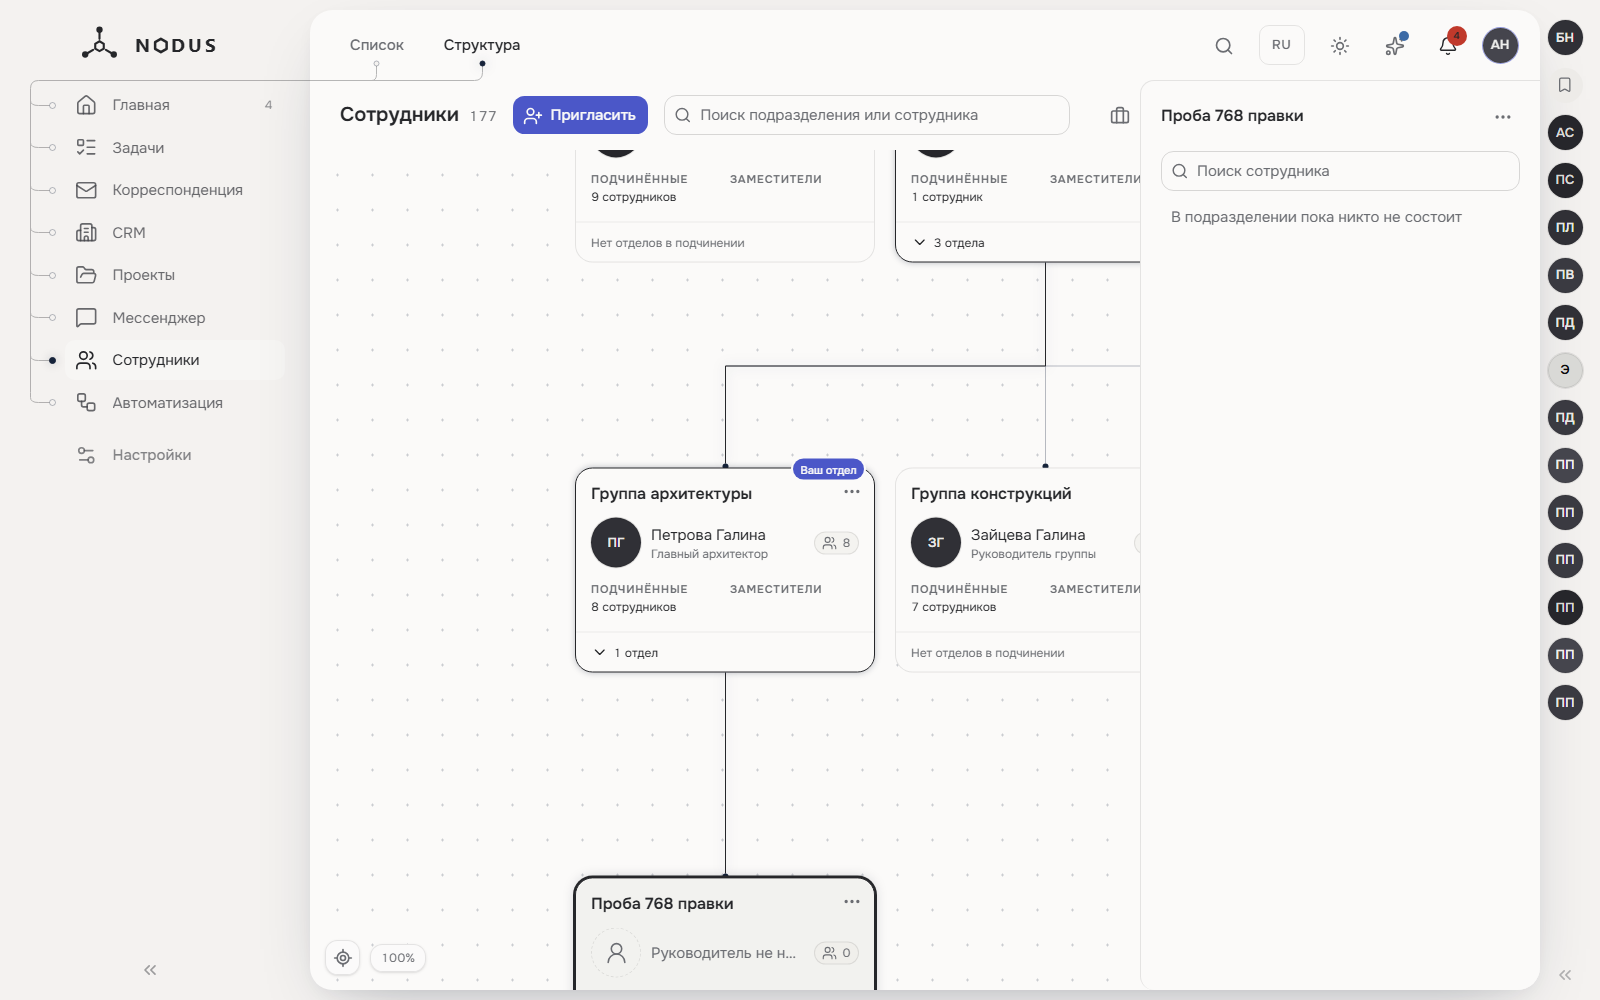 NODUS
Главная 4
Задачи
Корреспонденция
CRM
Проекты
Мессенджер
Сотрудники
Автоматизация
Настройки
Список
Структура
RU
4
АН
Сотрудники 177
Пригласить
Поиск подразделения или сотрудника
ПОДЧИНЁННЫЕ ЗАМЕСТИТЕЛИ
9 сотрудников
Нет отделов в подчинении
ПОДЧИНЁННЫЕ ЗАМЕСТИТЕЛИ
1 сотрудник
3 отдела
Ваш отдел
Группа архитектуры
ПГ
Петрова Галина
Главный архитектор
8
ПОДЧИНЁННЫЕ ЗАМЕСТИТЕЛИ
8 сотрудников
1 отдел
Группа конструкций
ЗГ
Зайцева Галина
Руководитель группы
ПОДЧИНЁННЫЕ ЗАМЕСТИТЕЛИ
7 сотрудников
Нет отделов в подчинении
Проба 768 правки
Руководитель не н...
0
100%
Проба 768 правки
Поиск сотрудника
В подразделении пока никто не состоит
БН
АС
ПС
ПЛ
ПВ
ПД
Э
ПД
ПП
ПП
ПП
ПП
ПП
ПП